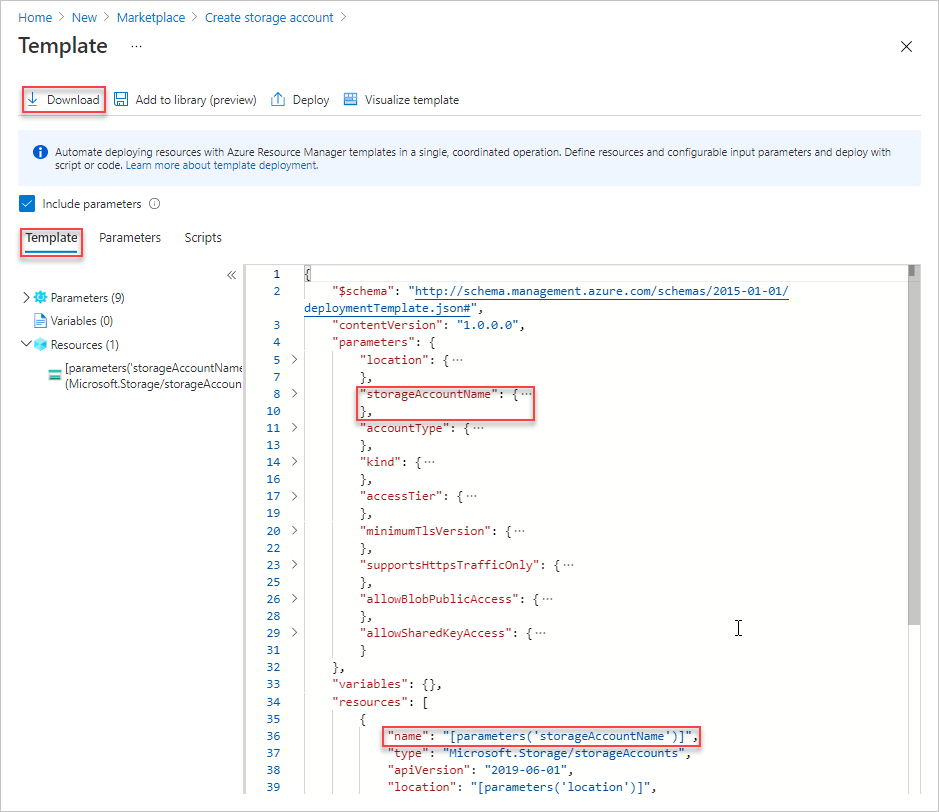 Home > New > Marketplace > Create storage account >
Template ...
Download Add to library (preview) Deploy Visualize template
Automate deploying resources with Azure Resource Manager templates in a single, coordinated operation. Define resources and configurable input parameters and deploy with
script or code. Learn more about template deployment.
Include parameters
Template Parameters Scripts
«
Parameters (9)
Variables (0)
Resources (1)
[parameters('storageAccountName
(Microsoft.Storage/storageAccoun
1 {
2 "$schema": "http://schema.management.azure.com/schemas/2015-01-01/
deploymentTemplate.json#",
3 "contentVersion": "1.0.0.0",
4 "parameters": {
5 > "location": {···
7 },
8 > "storageAccountName": {···
10 },
11 > "accountType": {···
13 },
14 > "kind": {···
16 },
17 > "accessTier": {···
19 },
20 > "minimumTlsVersion": {···
22 },
23 > "supportsHttpsTrafficOnly": {···
25 },
26 > "allowBlobPublicAccess": {···
28 },
29 > "allowSharedKeyAccess": {···
31 }
32 },
33 "variables": {},
34 "resources": [
35 {
36 "name": "[parameters('storageAccountName')]",
37 "type": "Microsoft.Storage/storageAccounts",
38 "apiVersion": "2019-06-01",
39 "location": "[parameters('location')]",